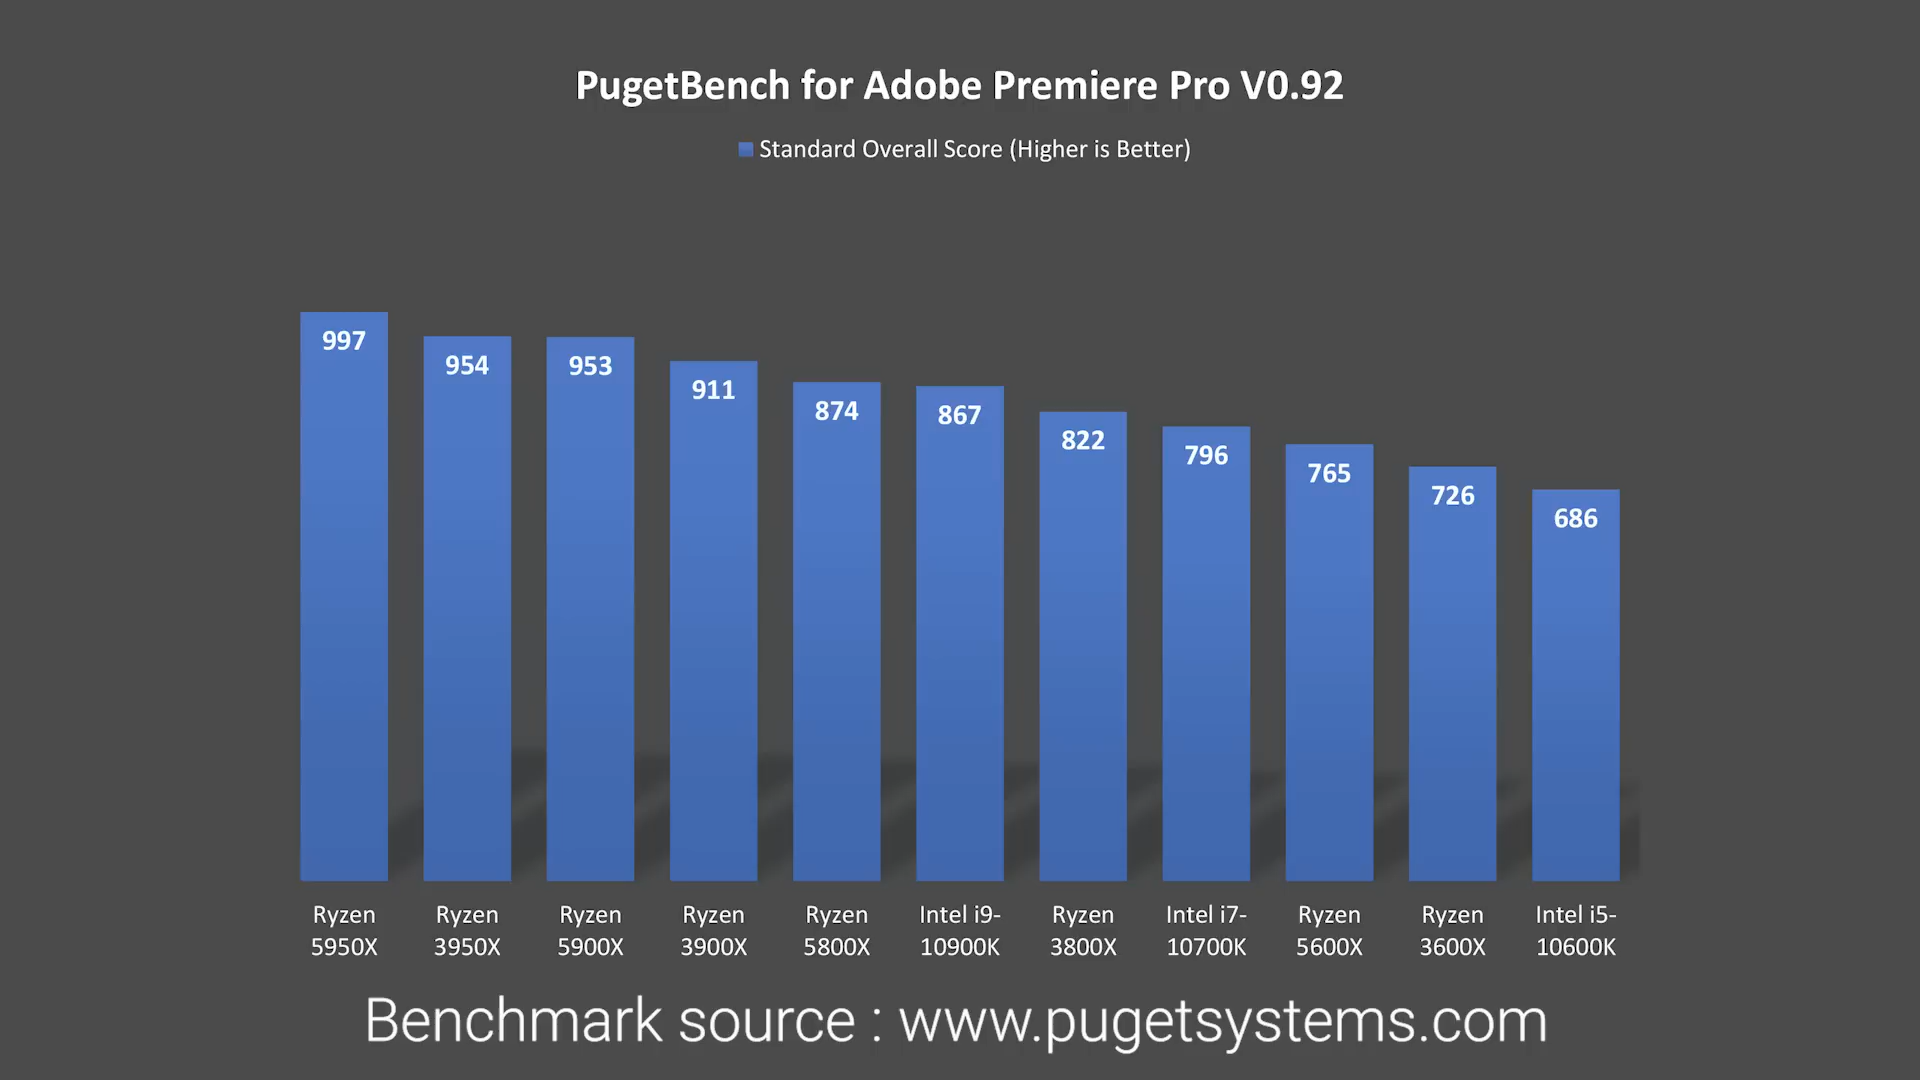 PugetBench for Adobe Premiere Pro V0.92
Standard Overall Score (Higher is Better)
997
954
953
911
874
867
822
796
765
726
686
Ryzen
5950X
Ryzen
3950X
Ryzen
5900X
Ryzen
3900X
Ryzen
5800X
Intel i9-
10900K
Ryzen
3800X
Intel i7-
10700K
Ryzen
5600X
Ryzen
3600X
Intel i5-
10600K
Benchmark source : www.pugetsystems.com